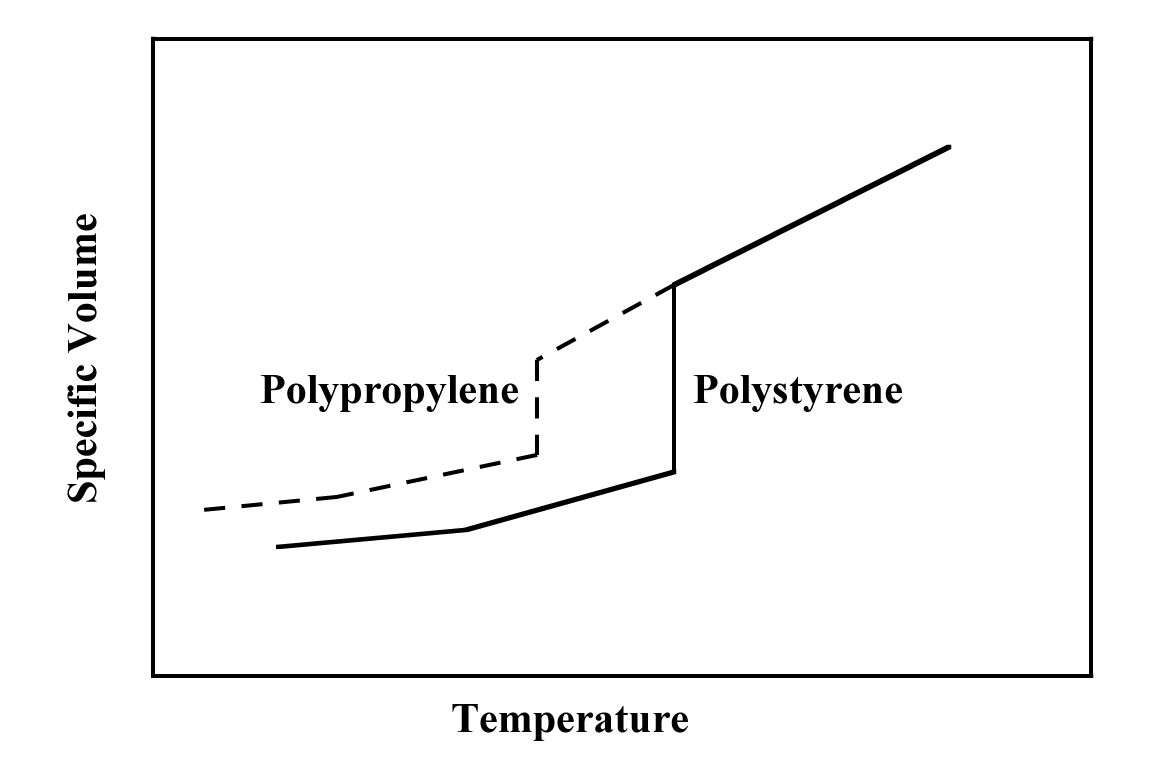 Specific Volume
Polypropylene
Polystyrene
Temperature